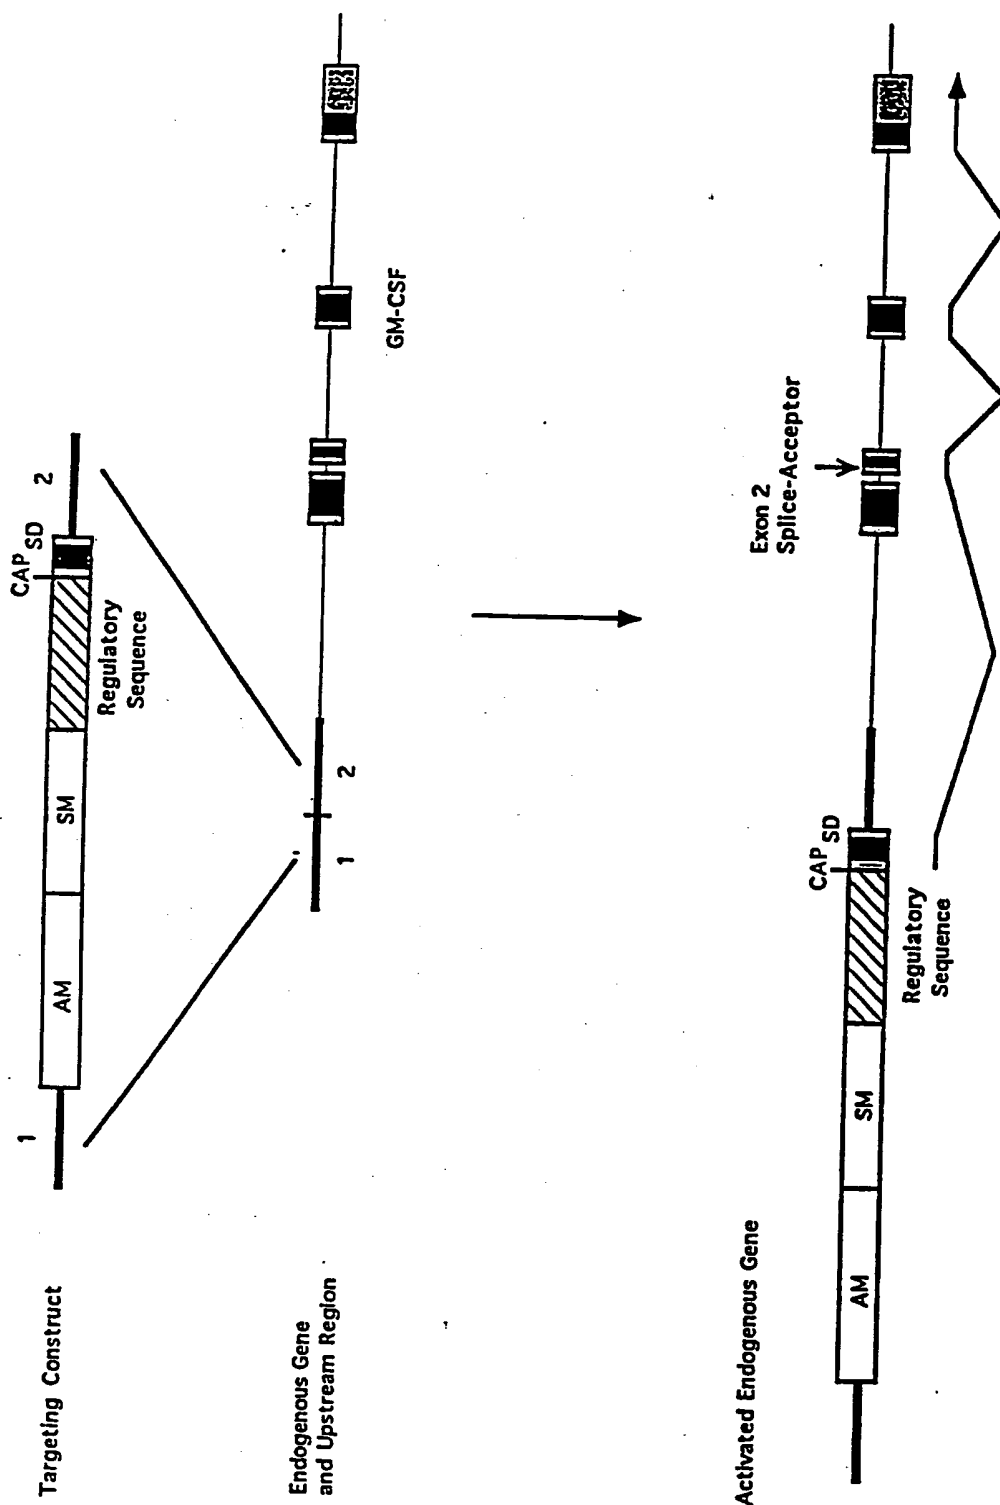 Targeting Construct
1
AM
SM
Regulatory
Sequence
CAP
SD
2
Endogenous Gene
and Upstream Region
1
2
GM-CSF
Activated Endogenous Gene
AM
SM
Regulatory
Sequence
CAP
SD
Exon 2
Splice-Acceptor